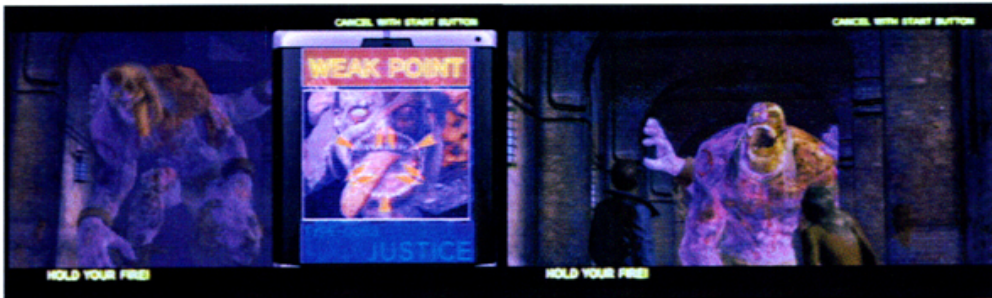 CANCEL WITH START BUTTON
CANCEL WITH START BUTTON
WEAK POINT
JUSTICE
HOLD YOUR FIRE!
HOLD YOUR FIRE!